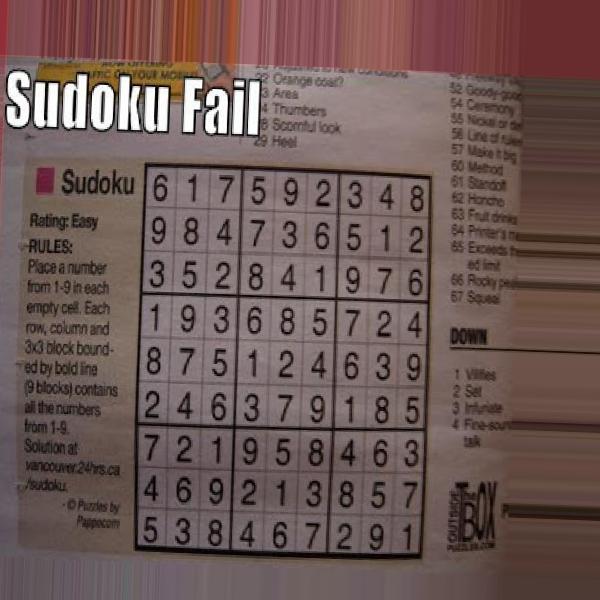 Sudoku Fail
22 Orange coat?
Area
Thumbers
Scornful look
29 Heel
52 Goody-goo
54 Ceremony
55 Nickel or
56 Line of
57 Make it big
60 Method
61 Standoff
62 Honcho
63 Fruit
64 Printer's
65 Exceeds
ed limit
66 Rocky
67 Squeal
DOWN
1 Vilifies
2 Set
3 Infuriate
4 Fine-
talk
Sudoku
Rating: Easy
RULES:
Place a number
from 1-9 in each
empty cell. Each
row, column and
3x3 block bound-
ed by bold line
(9 blocks) contains
all the numbers
from 1-9.
Solution at
vancouver.24hrs.ca
/sudoku.
- © Puzzles by
Pappocom
6 1 7 5 9 2 3 4 8
9 8 4 7 3 6 5 1 2
3 5 2 8 4 1 9 7 6
1 9 3 6 8 5 7 2 4
8 7 5 1 2 4 6 3 9
2 4 6 3 7 9 1 8 5
7 2 1 9 5 8 4 6 3
4 6 9 2 1 3 8 5 7
5 3 8 4 6 7 2 9 1
OUTSIDE
The
BOX
PUZZLES.COM